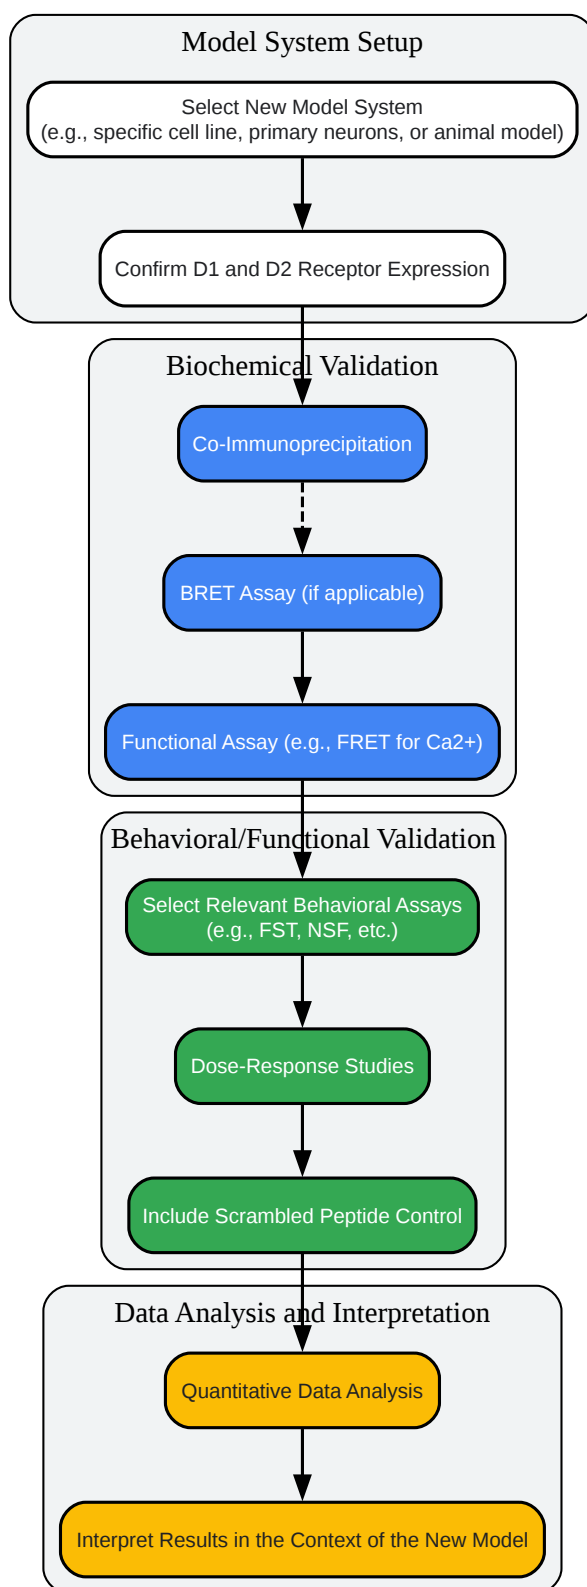 Model System Setup
Select New Model System
(e.g., specific cell line, primary neurons, or animal model)
Confirm D1 and D2 Receptor Expression
Biochemical Validation
Co-Immunoprecipitation
BRET Assay (if applicable)
Functional Assay (e.g., FRET for Ca2+)
Behavioral/Functional Validation
Select Relevant Behavioral Assays
(e.g., FST, NSF, etc.)
Dose-Response Studies
Include Scrambled Peptide Control
Data Analysis and Interpretation
Quantitative Data Analysis
Interpret Results in the Context of the New Model